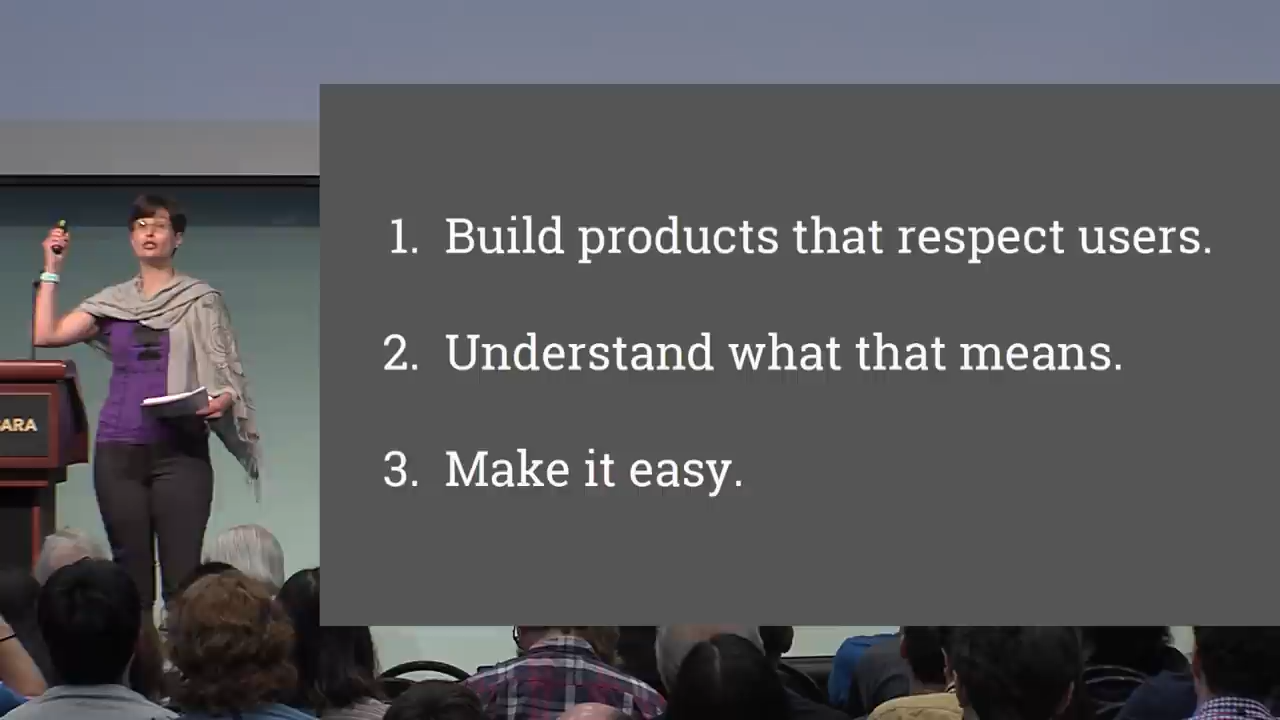 ARA
1. Build products that respect users.
2. Understand what that means.
3. Make it easy.